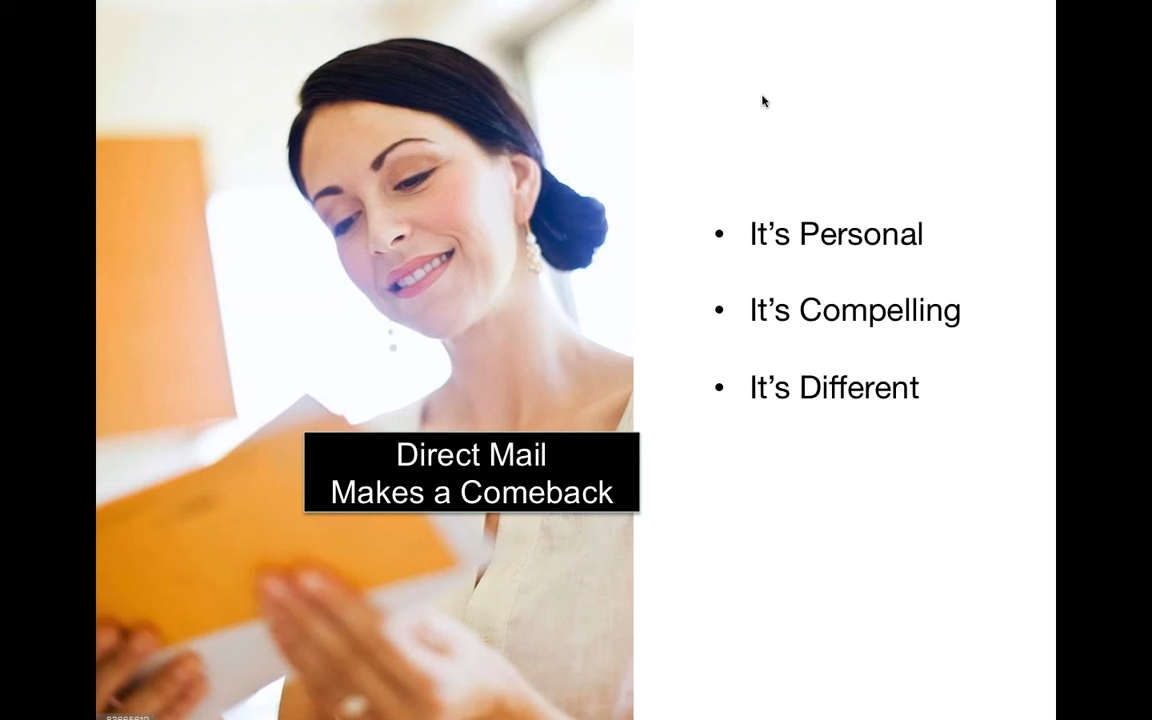 Direct Mail
Makes a Comeback
• It’s Personal
• It’s Compelling
• It’s Different